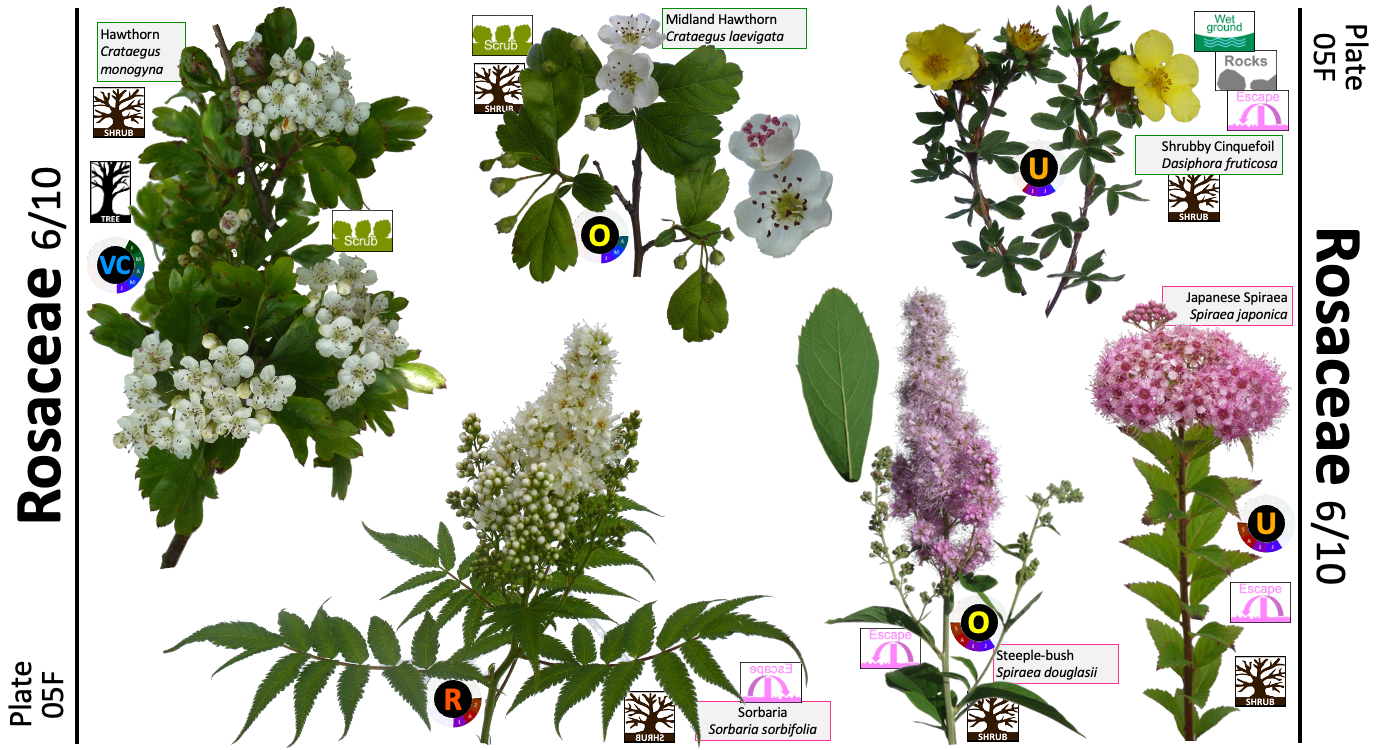 Rosaceae 6/10
Plate
05F
Hawthorn
Crataegus
monogyna
SHRUB
TREE
VC
Scrub
Scrub
SHRUB
Midland Hawthorn
Crataegus laevigata
O
Wet
ground
Rocks
Escape
Shrubby Cinquefoil
Dasiphora fruticosa
U
SHRUB
Sorbaria
Sorbaria sorbifolia
Escape
SHRUB
R
Escape
O
Steeple-bush
Spiraea douglasii
SHRUB
Japanese Spiraea
Spiraea japonica
U
Escape
SHRUB
Plate
05F
Rosaceae 6/10